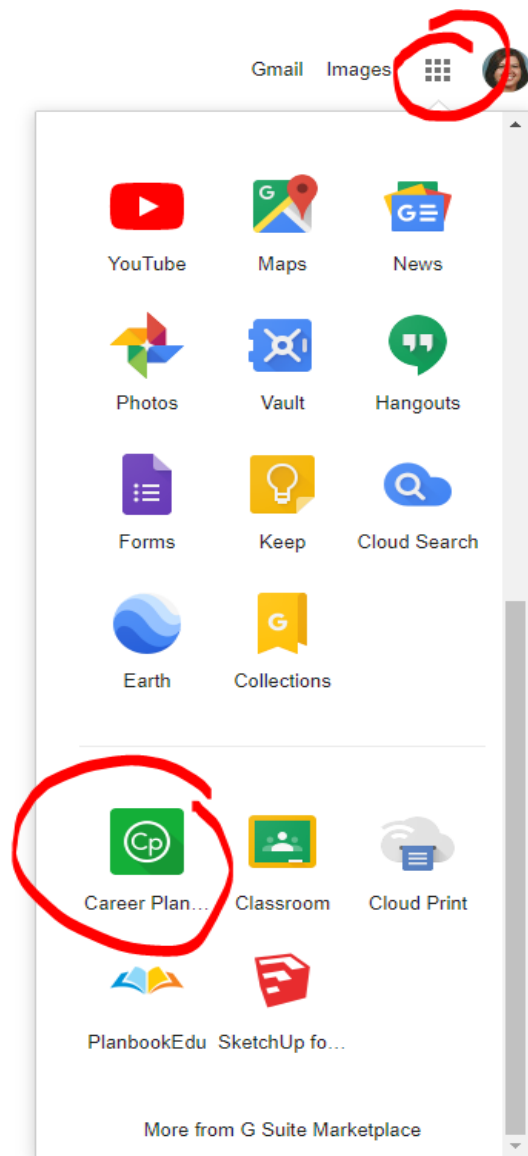 Gmail Images
G
G
YouTube Maps News
Photos Vault Hangouts
Forms Keep Cloud Search
G
Earth Collections
Cp
Career Plan... Classroom Cloud Print
PlanbookEdu SketchUp fo...
More from G Suite Marketplace